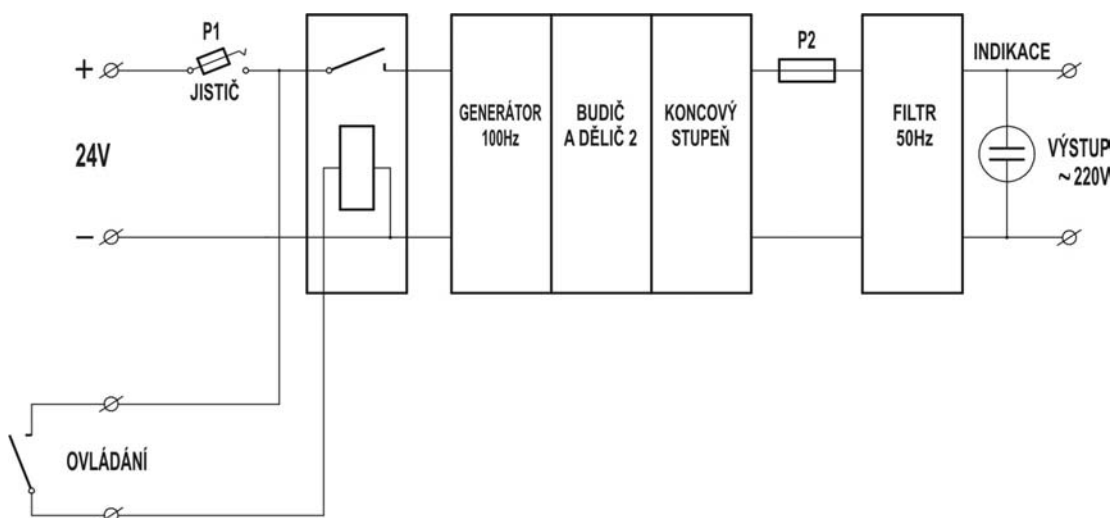 P1
+
JISTIČ
24V
−
GENERÁTOR
100Hz
BUDIČ
A DĚLIČ 2
KONCOVÝ
STUPEŇ
P2
FILTR
50Hz
INDIKACE
VÝSTUP
~ 220V
OVLÁDÁNÍ